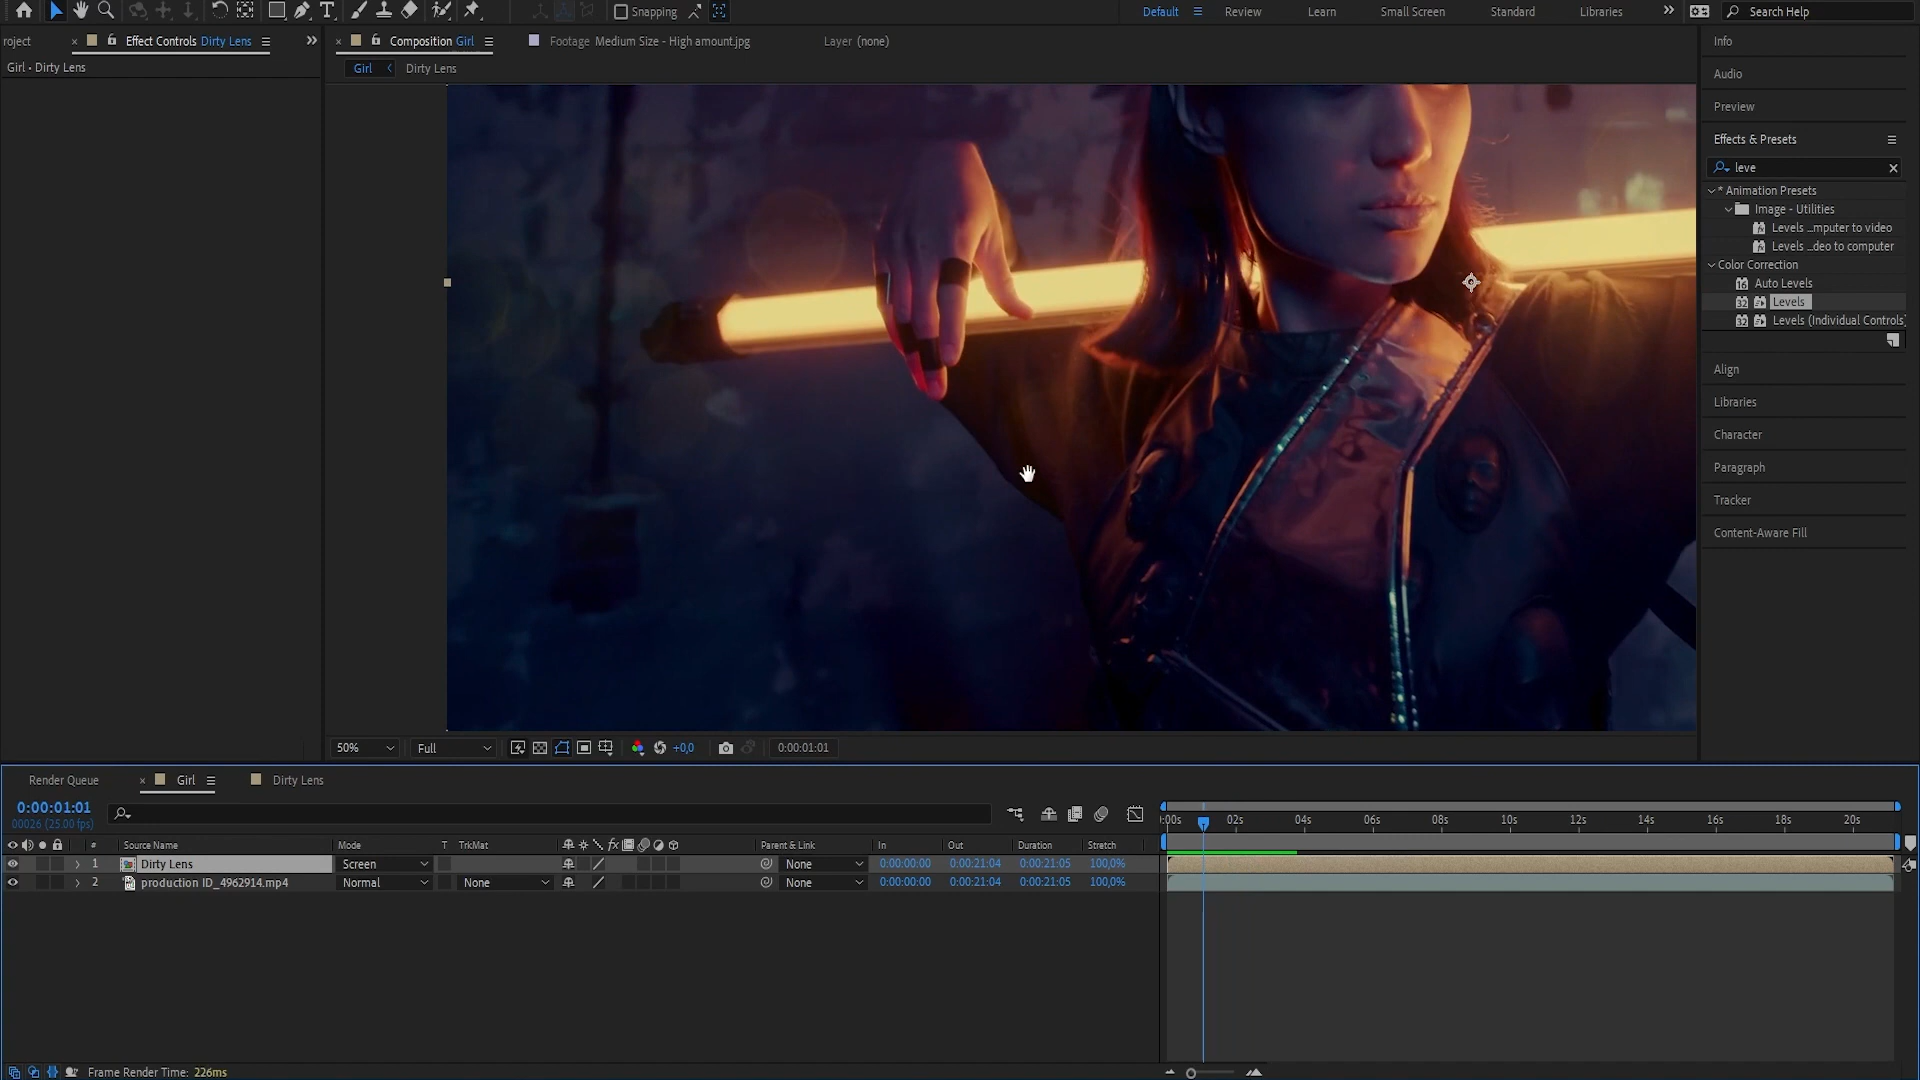 Snapping
Default
Review
Learn
Small Screen
Standard
Libraries
Search Help
roject
Effect Controls Dirty Lens
Composition Girl
Footage Medium Size - High amount.jpg
Layer (none)
Info
Girl • Dirty Lens
Girl
Dirty Lens
Audio
Preview
Effects & Presets
leve
* Animation Presets
Image - Utilities
Levels ...mputer to video
Levels ...deo to computer
Color Correction
Auto Levels
Levels
Levels (Individual Controls)
Align
Libraries
Character
Paragraph
Tracker
Content-Aware Fill
50%
Full
+0,0
0:00:01:01
Render Queue
Girl
Dirty Lens
0:00:01:01
00026 (25.00 fps)
:00s 02s 04s 06s 08s 10s 12s 14s 16s 18s 20s
# Source Name Mode T TrkMat Parent & Link In Out Duration Stretch
1 Dirty Lens Screen None 0:00:00:00 0:00:21:04 0:00:21:05 100,0%
2 production ID_4962914.mp4 Normal None None 0:00:00:00 0:00:21:04 0:00:21:05 100,0%
Frame Render Time: 226ms